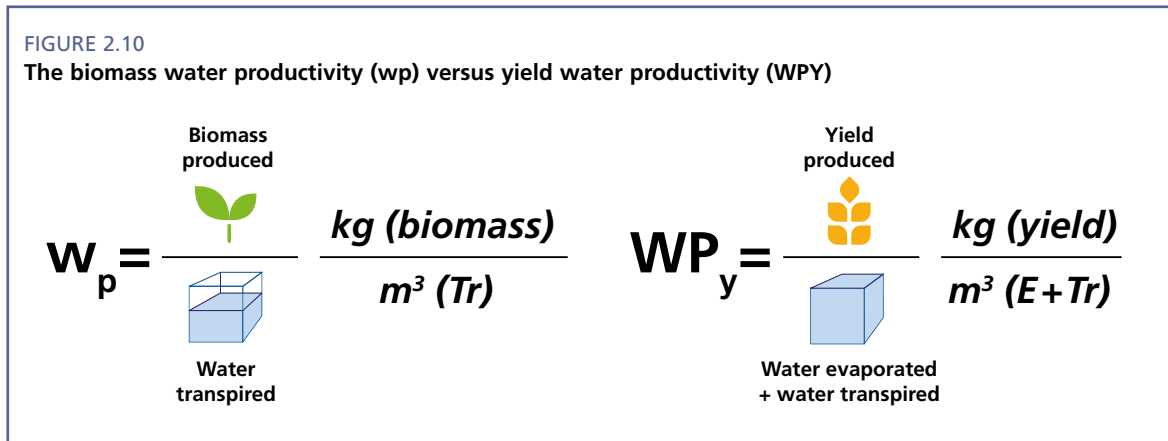 FIGURE 2.10
The biomass water productivity (wp) versus yield water productivity (WPY)
Biomass
produced
wp=
kg (biomass)
m³ (Tr)
Water
transpired
Yield
produced
WPy=
kg (yield)
m³ (E+Tr)
Water evaporated
+ water transpired